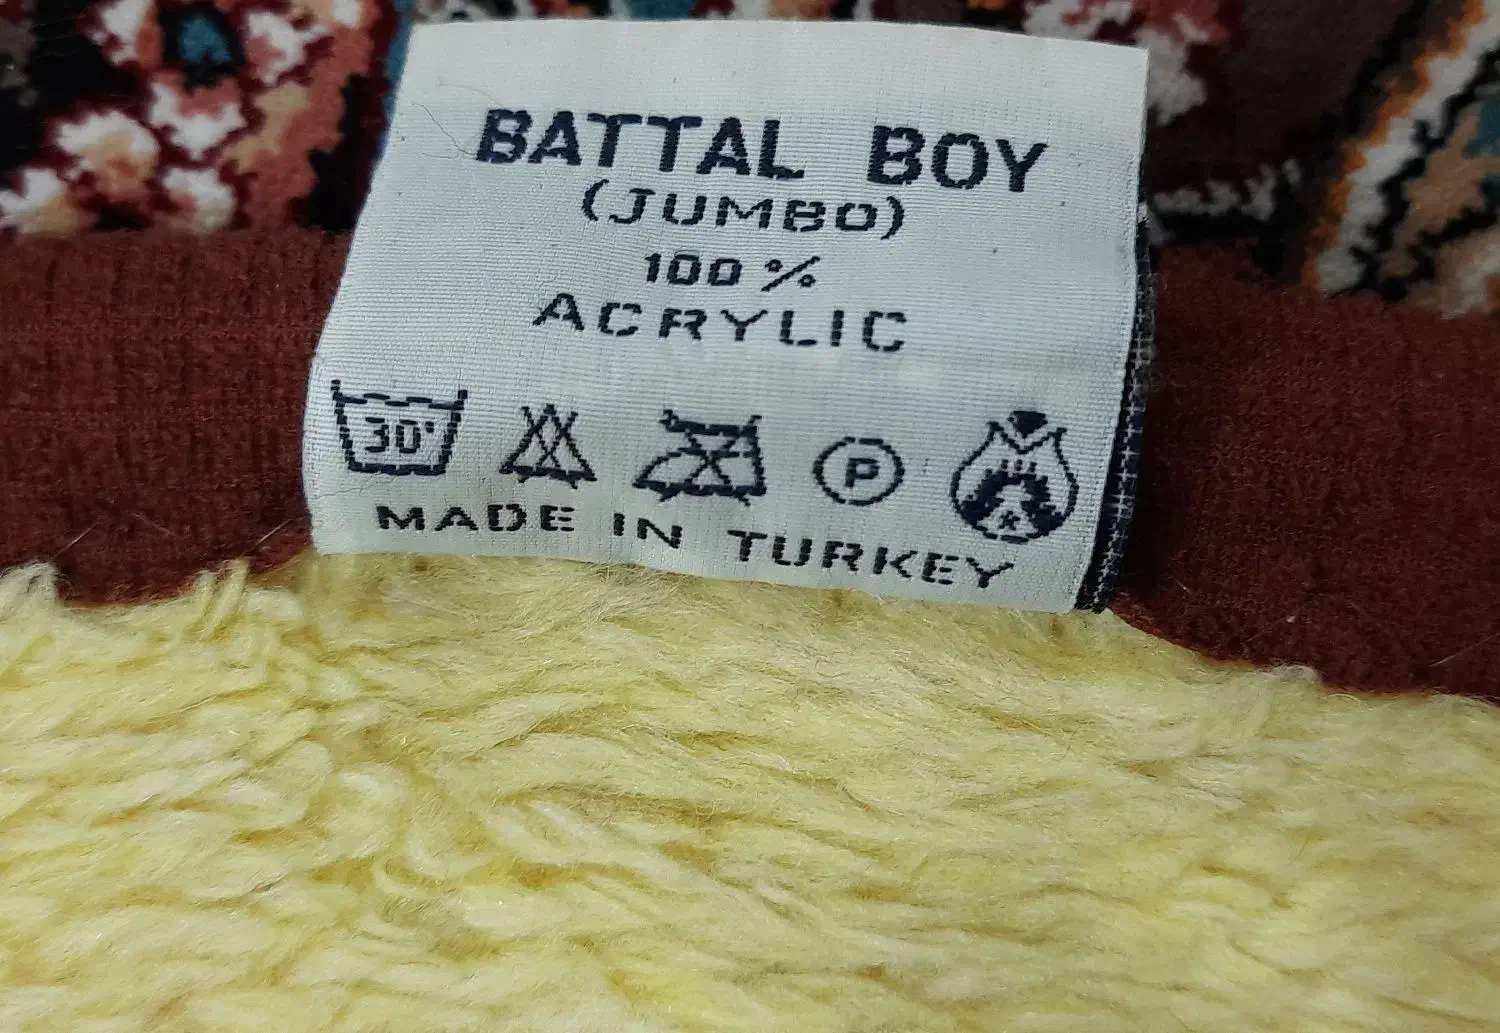 BATTAL BOY
(JUMBO)
100 %
ACRYLIC
30° P
MADE IN TURKEY